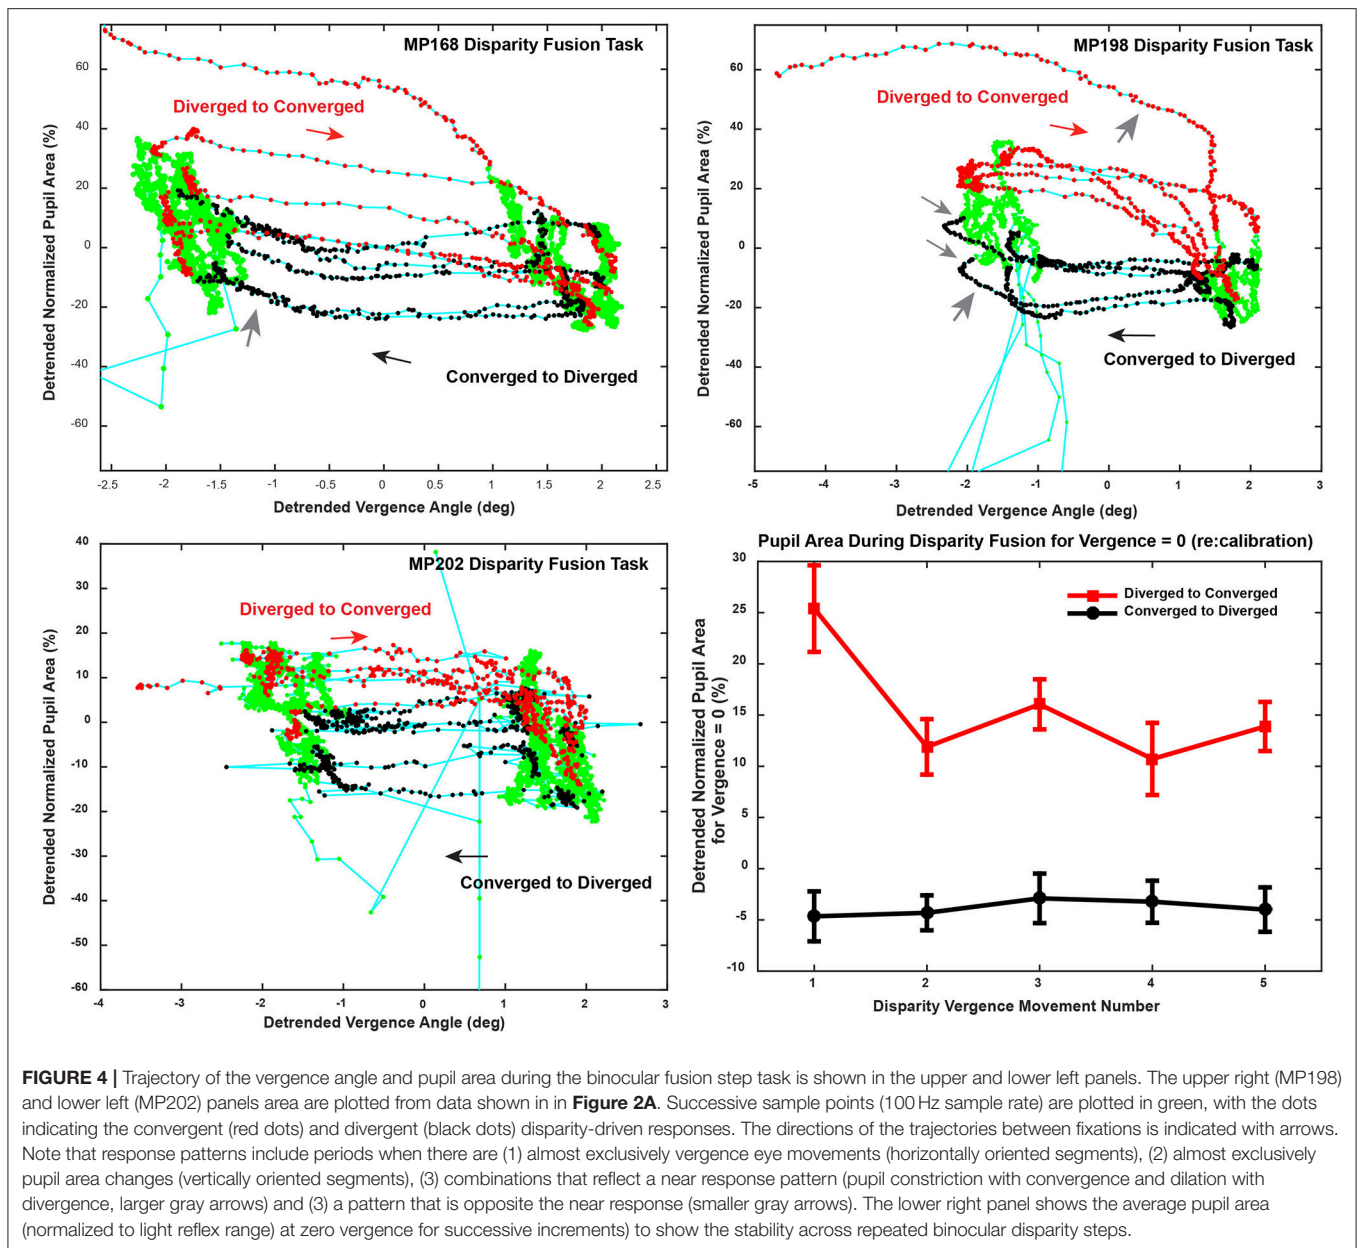 MP168 Disparity Fusion Task
Diverged to Converged
Converged to Diverged
Detrended Normalized Pupil Area (%)
60
40
20
0
-20
-40
-60
-2.5
-2
-1.5
-1
-0.5
0
0.5
1
1.5
2
2.5
Detrended Vergence Angle (deg)
MP198 Disparity Fusion Task
Diverged to Converged
Converged to Diverged
Detrended Normalized Pupil Area (%)
60
40
20
0
-20
-40
-60
-5
-4
-3
-2
-1
0
1
2
3
Detrended Vergence Angle (deg)
MP202 Disparity Fusion Task
Diverged to Converged
Converged to Diverged
Detrended Normalized Pupil Area (%)
40
30
20
10
0
-10
-20
-30
-40
-50
-60
-4
-3
-2
-1
0
1
2
3
Detrended Vergence Angle (deg)
Pupil Area During Disparity Fusion for Vergence = 0 (re:calibration)
Diverged to Converged
Converged to Diverged
Detrended Normalized Pupil Area
for Vergence = 0 (%)
30
25
20
15
10
5
0
-5
-10
1
2
3
4
5
Disparity Vergence Movement Number
FIGURE 4 | Trajectory of the vergence angle and pupil area during the binocular fusion step task is shown in the upper and lower left panels. The upper right (MP198)
and lower left (MP202) panels area are plotted from data shown in in Figure 2A. Successive sample points (100 Hz sample rate) are plotted in green, with the dots
indicating the convergent (red dots) and divergent (black dots) disparity-driven responses. The directions of the trajectories between fixations is indicated with arrows.
Note that response patterns include periods when there are (1) almost exclusively vergence eye movements (horizontally oriented segments), (2) almost exclusively
pupil area changes (vertically oriented segments), (3) combinations that reflect a near response pattern (pupil constriction with convergence and dilation with
divergence, larger gray arrows) and (3) a pattern that is opposite the near response (smaller gray arrows). The lower right panel shows the average pupil area
(normalized to light reflex range) at zero vergence for successive increments) to show the stability across repeated binocular disparity steps.